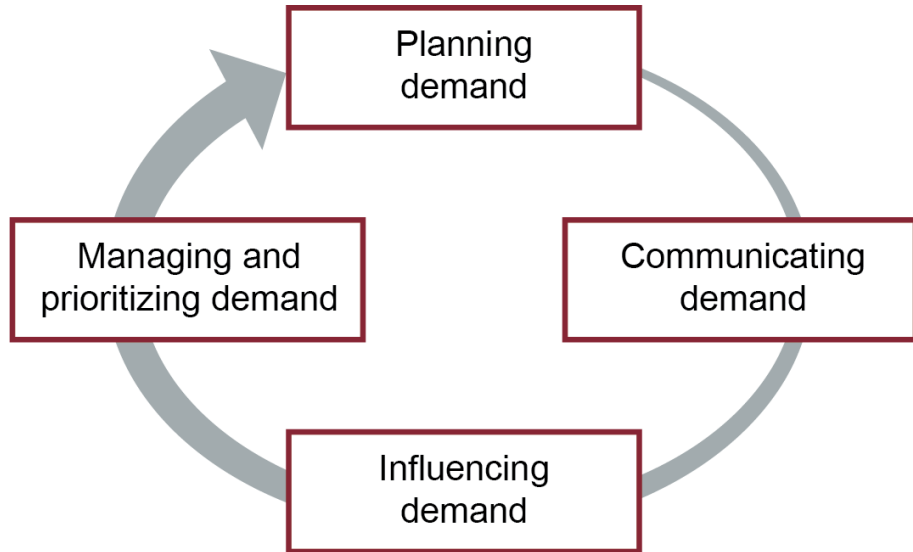 Planning
demand
Communicating
demand
Influencing
demand
Managing and
prioritizing demand